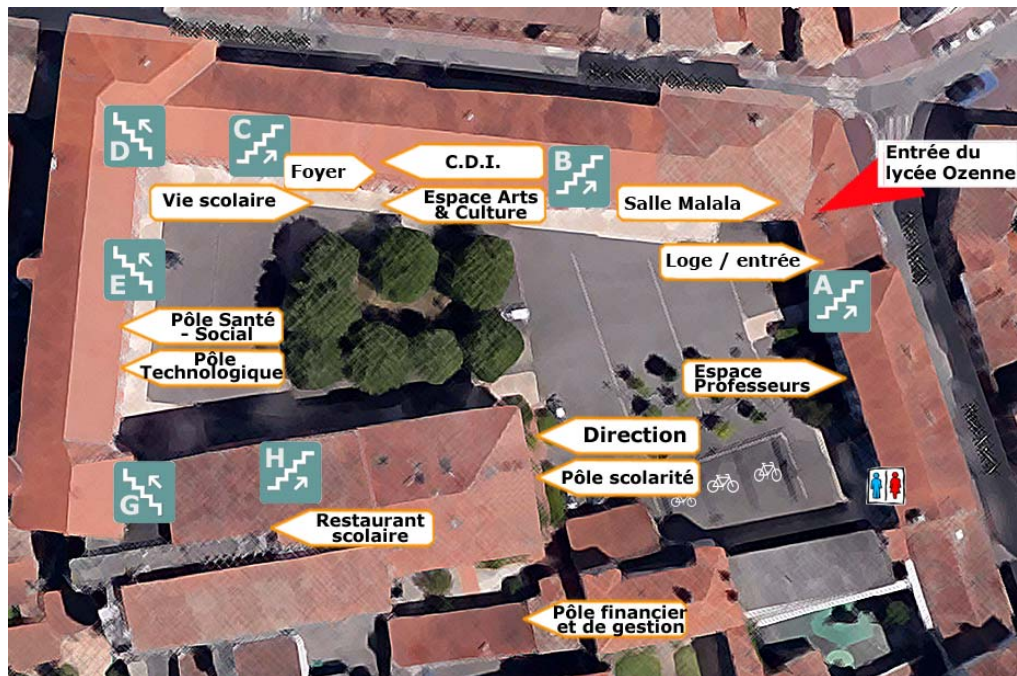 Entrée du
lycée Ozenne
D
C
B
C.D.I.
Foyer
Vie scolaire
Espace Arts
& Culture
Salle Malala
Loge / entrée
E
A
Pôle Santé
- Social
Pôle
Technologique
Espace
Professeurs
Direction
H
G
Pôle scolarité
Restaurant
scolaire
Pôle financier
et de gestion